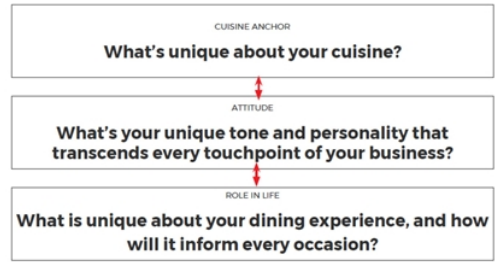 CUISINE ANCHOR
What's unique about your cuisine?
ATTITUDE
What's your unique tone and personality that
transcends every touchpoint of your business?
ROLE IN LIFE
What is unique about your dining experience, and how
will it inform every occasion?